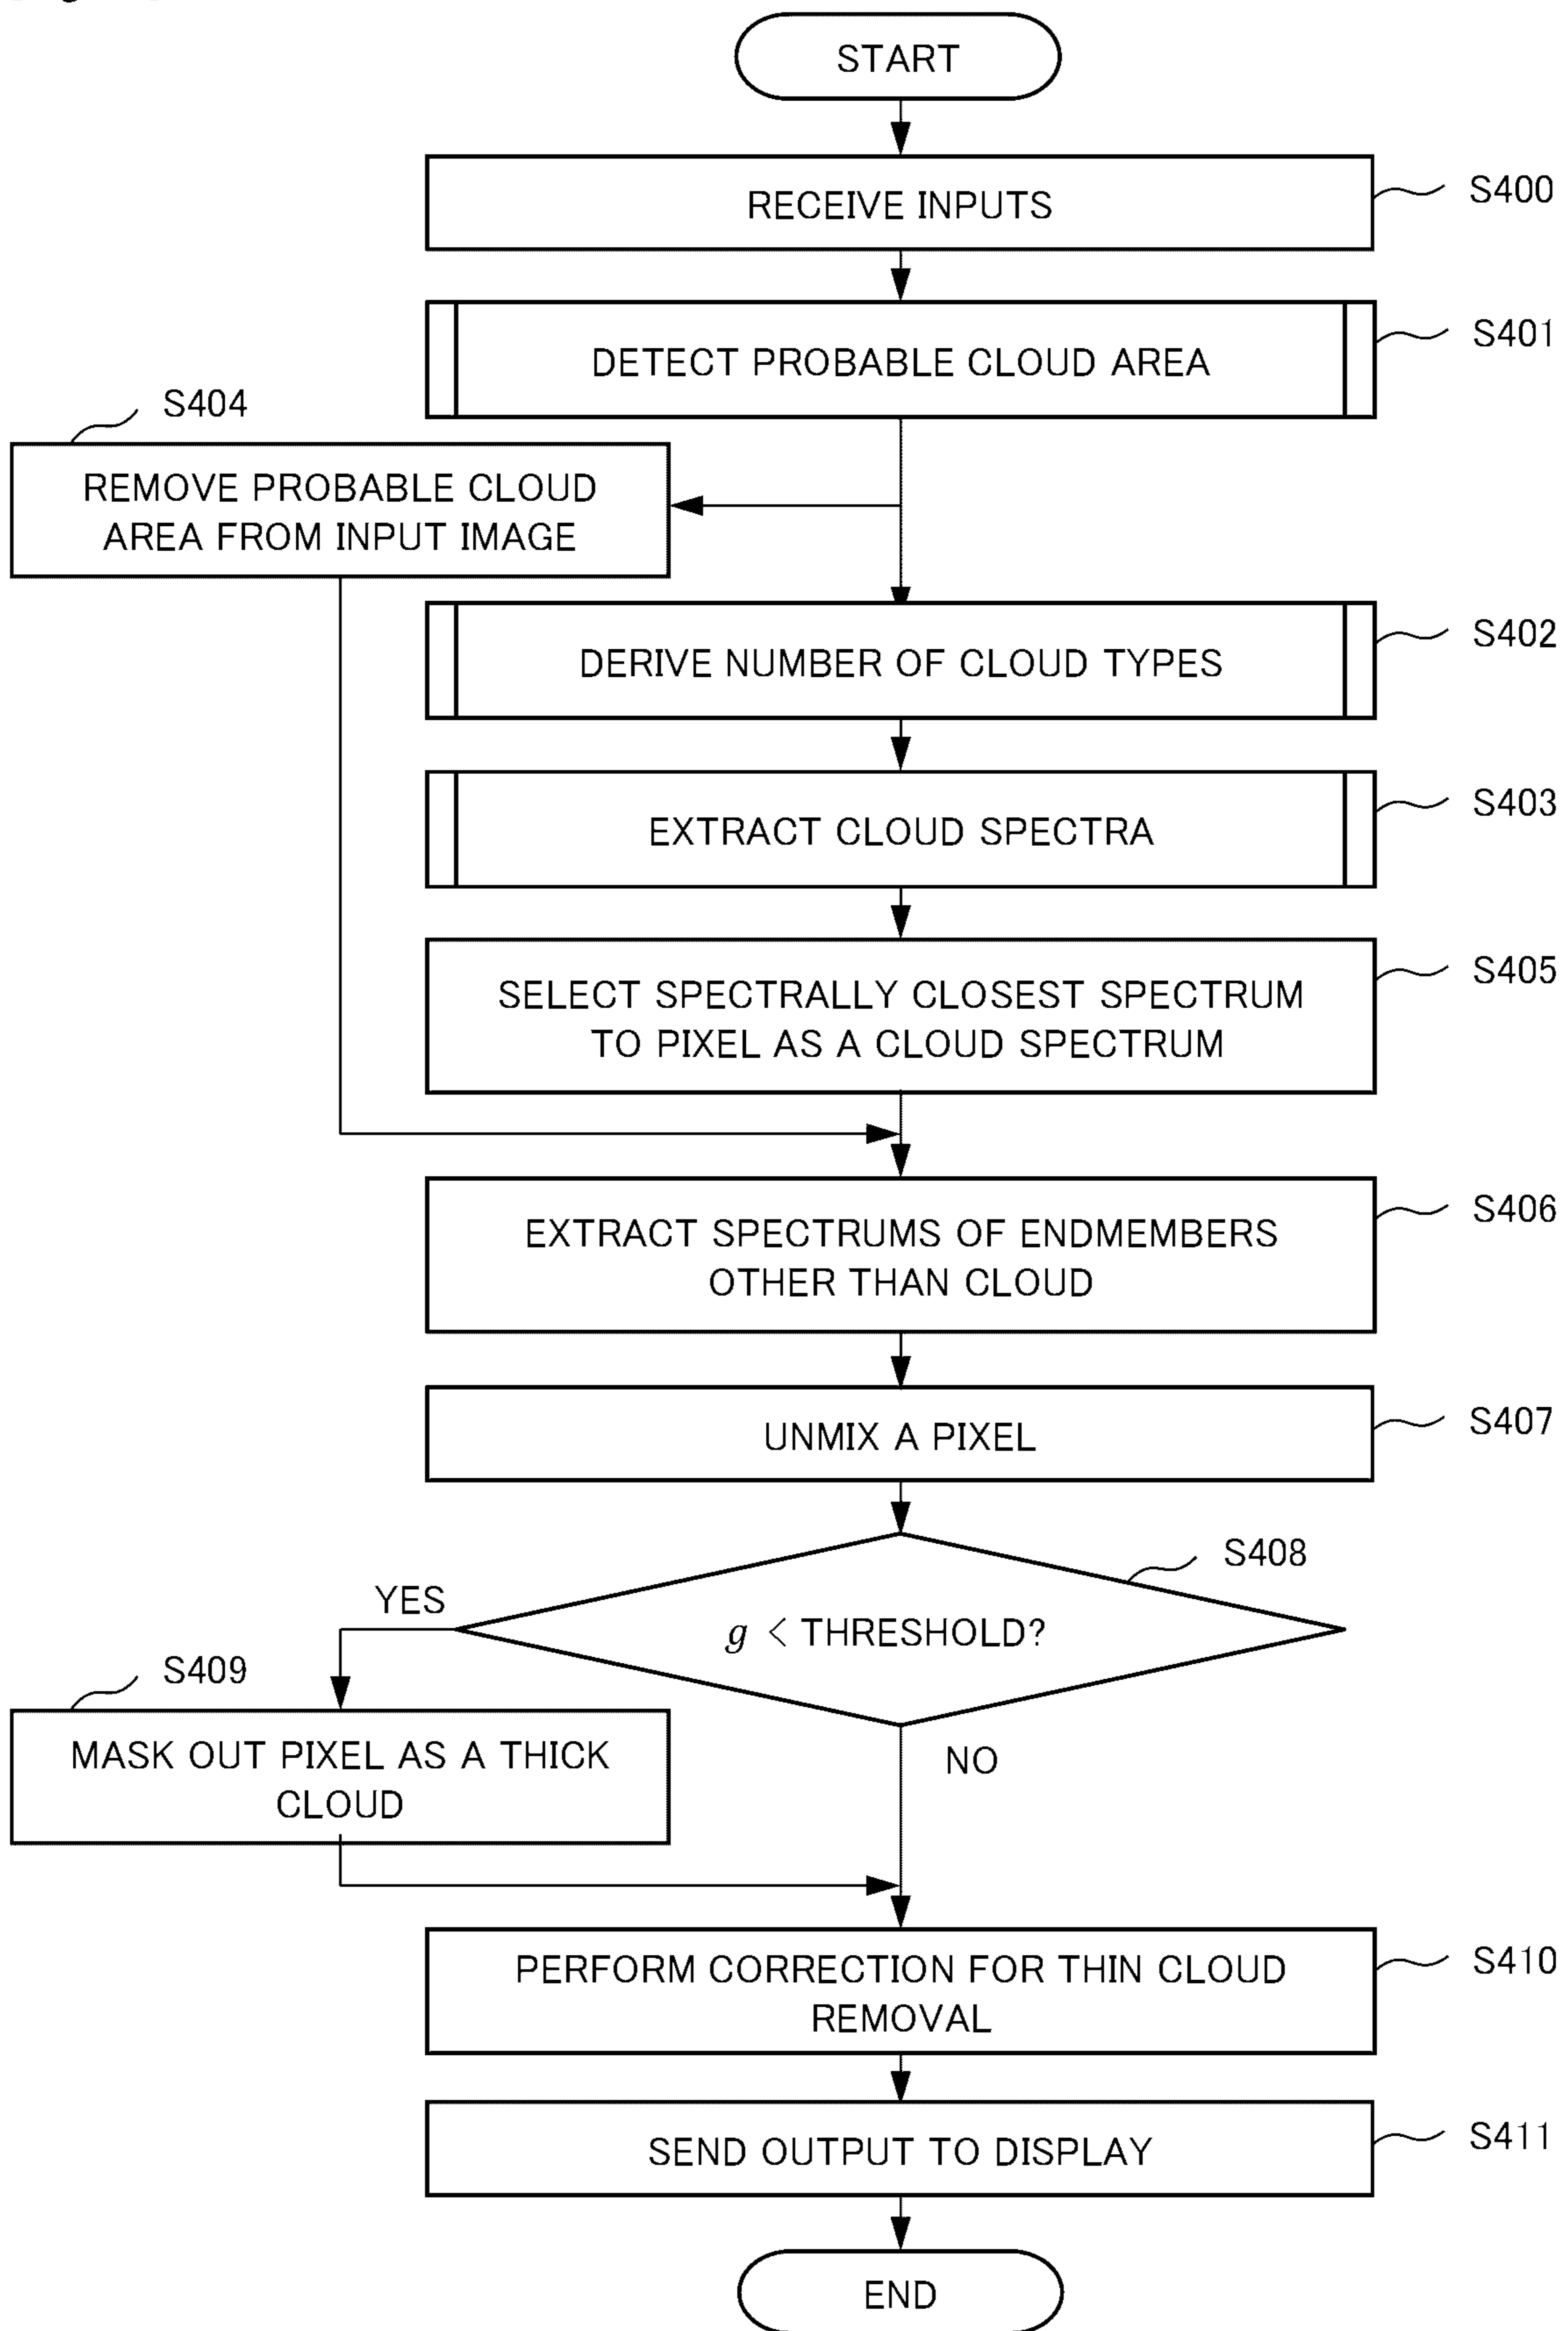 START
RECEIVE INPUTS
S400
DETECT PROBABLE CLOUD AREA
S401
S404
REMOVE PROBABLE CLOUD
AREA FROM INPUT IMAGE
DERIVE NUMBER OF CLOUD TYPES
S402
EXTRACT CLOUD SPECTRA
S403
SELECT SPECTRALLY CLOSEST SPECTRUM
TO PIXEL AS A CLOUD SPECTRUM
S405
EXTRACT SPECTRUMS OF ENDMEMBERS
OTHER THAN CLOUD
S406
UNMIX A PIXEL
S407
g < THRESHOLD?
S408
YES
S409
MASK OUT PIXEL AS A THICK
CLOUD
NO
PERFORM CORRECTION FOR THIN CLOUD
REMOVAL
S410
SEND OUTPUT TO DISPLAY
S411
END